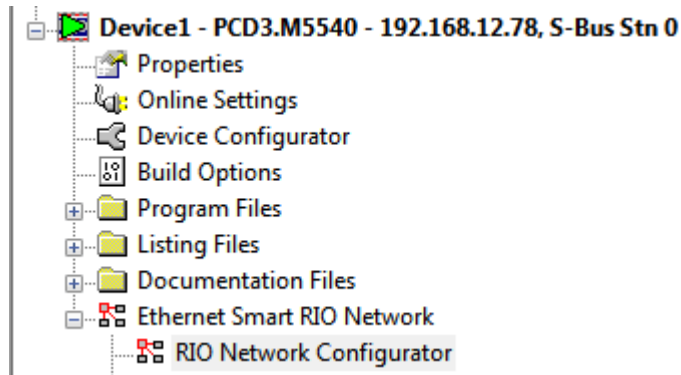 Device1 - PCD3.M5540 - 192.168.12.78, S-Bus Stn 0
Properties
Online Settings
Device Configurator
Build Options
Program Files
Listing Files
Documentation Files
Ethernet Smart RIO Network
RIO Network Configurator